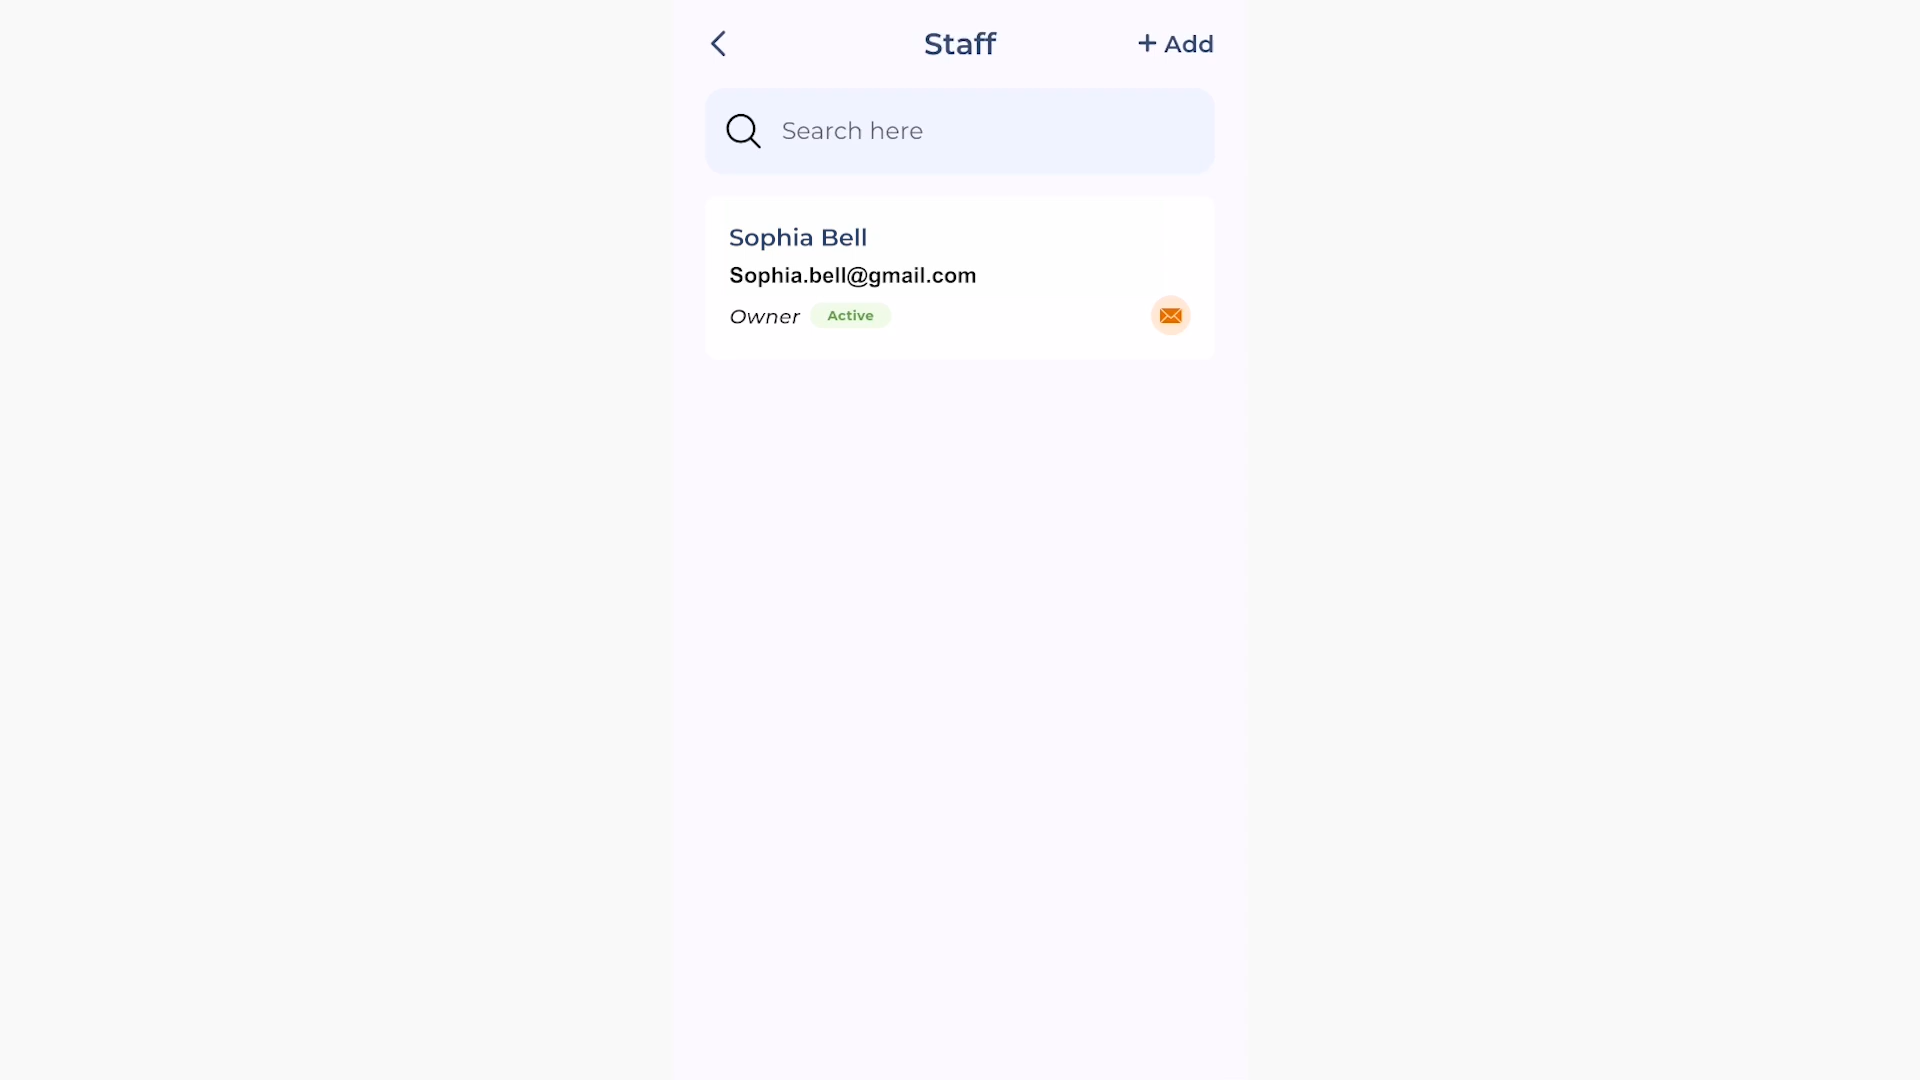 Staff
+ Add
Search here
Sophia Bell
Sophia.bell@gmail.com
Owner Active